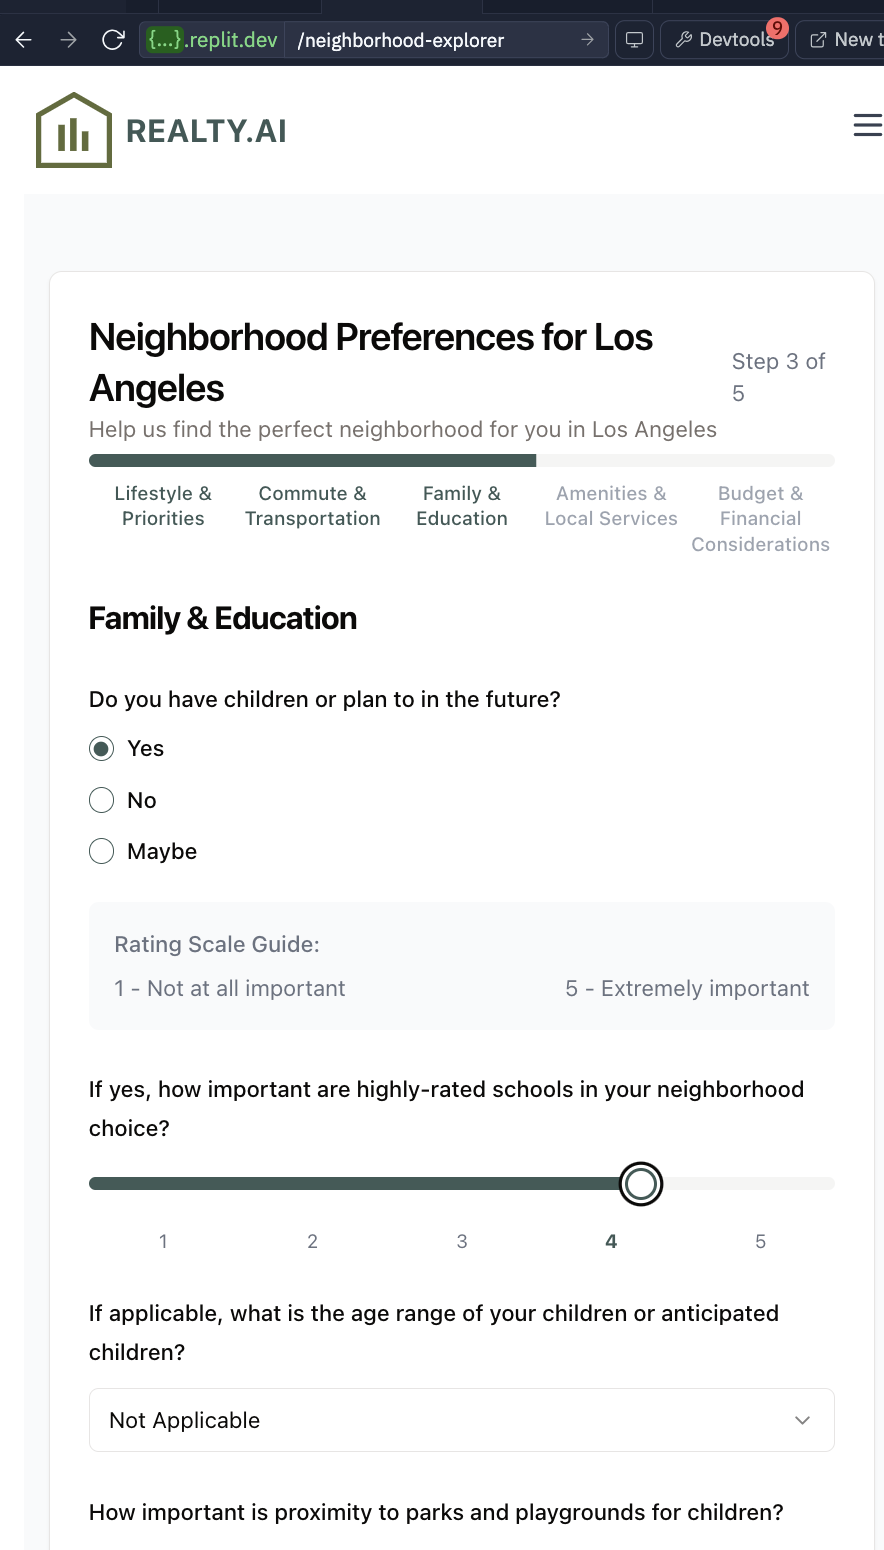 {...}.replit.dev /neighborhood-explorer Devtools 9 New t
REALTY.AI
Neighborhood Preferences for Los
Angeles
Step 3 of
5
Help us find the perfect neighborhood for you in Los Angeles
Lifestyle &
Priorities
Commute &
Transportation
Family &
Education
Amenities &
Local Services
Budget &
Financial
Considerations
Family & Education
Do you have children or plan to in the future?
Yes
No
Maybe
Rating Scale Guide:
1 - Not at all important 5 - Extremely important
If yes, how important are highly-rated schools in your neighborhood
choice?
1 2 3 4 5
If applicable, what is the age range of your children or anticipated
children?
Not Applicable
How important is proximity to parks and playgrounds for children?